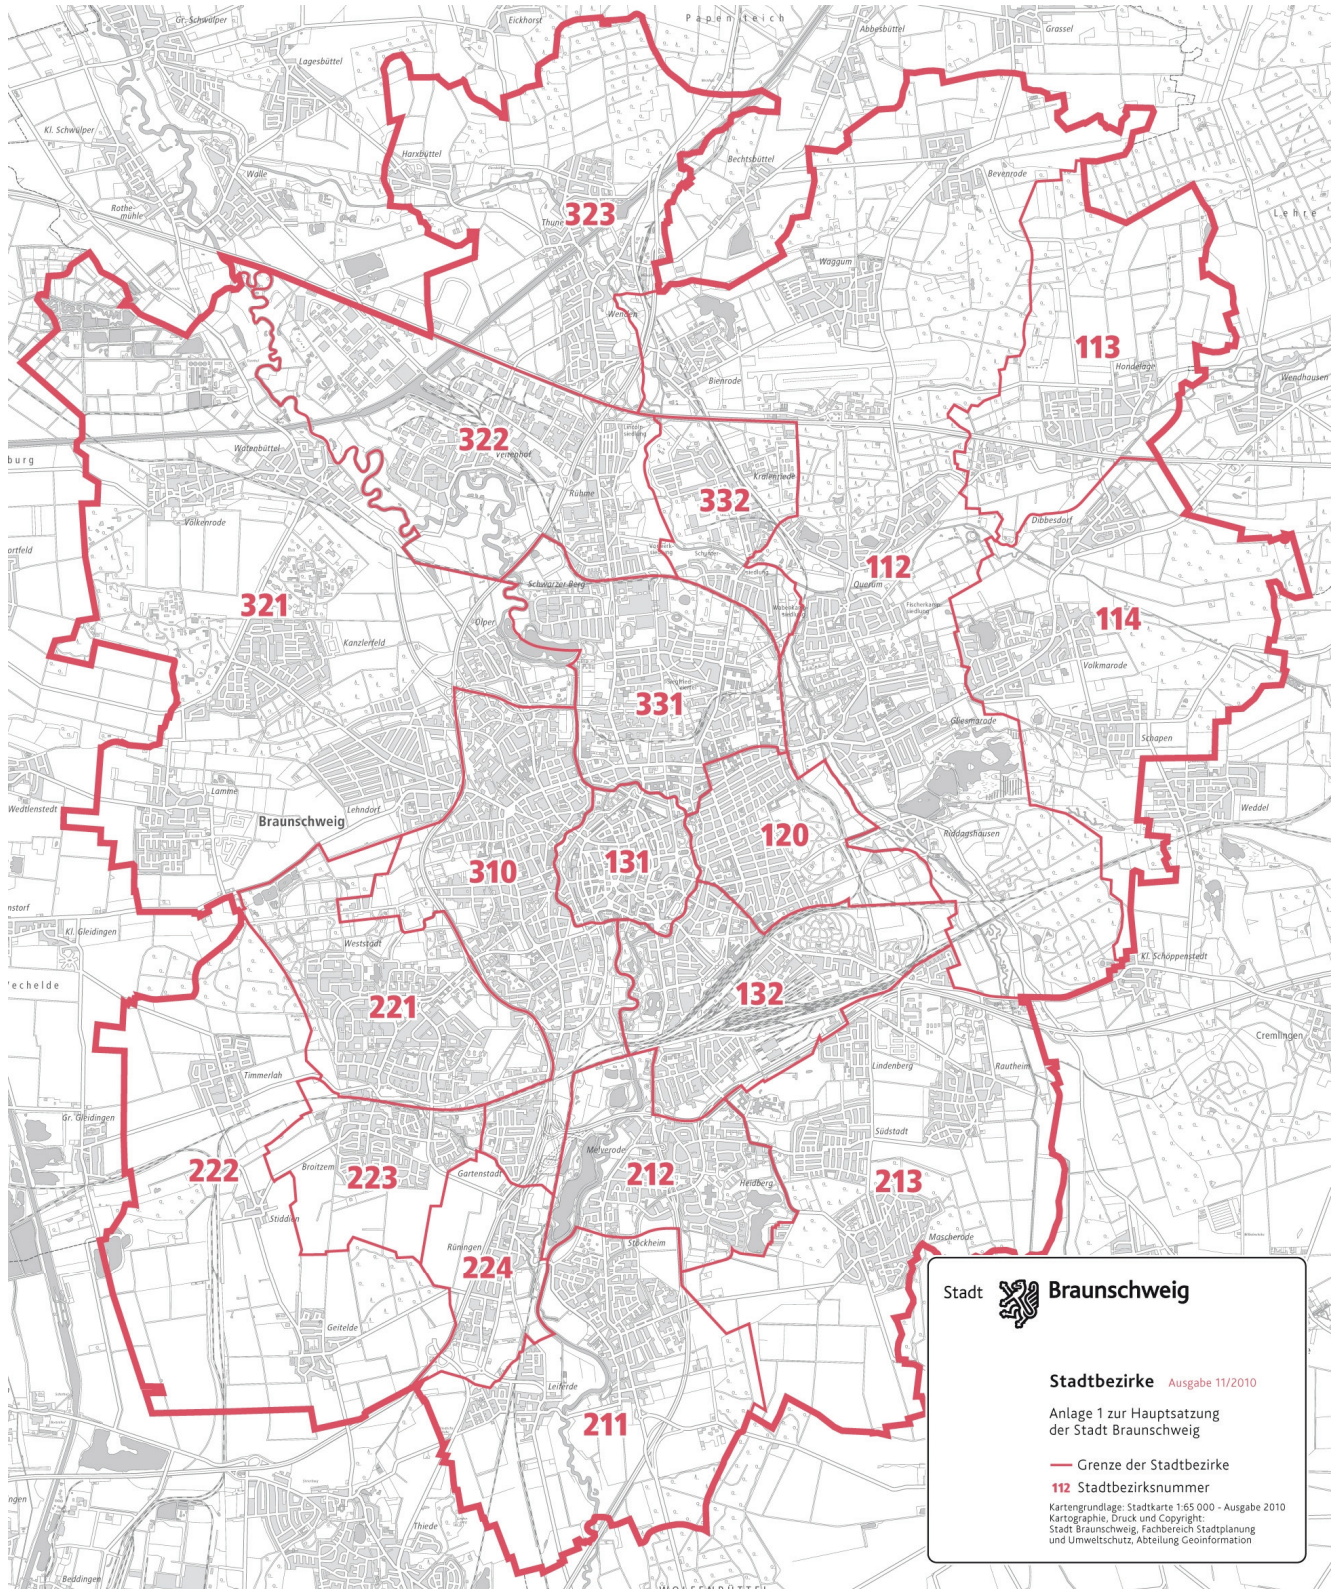 Gr. Schwülper
Eickhorst
Papenteich
Abbesbüttel
Grassel
Lagesbüttel
Kl. Schwülper
Harxbüttel
Bechtsbüttel
Bevenrode
Walle
Rothe-
mühle
Thune
323
Lehre
Waggum
Wenden
113
Hondelage
Bienrode
Wendhausen
322
Veltenhof
Watenbüttel
burg
Rühme
Kralenriede
332
Völkenrode
Dibbesdorf
112
Querum
Schwarzer Berg
321
Ölper
114
Kanzlerfeld
Volkmarode
331
Gliesmarode
Schapen
Lamme
Wedtlenstedt
Lehndorf
Weddel
Braunschweig
Riddagshausen
120
131
310
Kl. Gleidingen
Weststadt
Kl. Schöppenstedt
221
132
Cremlingen
Timmerlah
Lindenberg
Rautheim
Gr. Gleidingen
Südstadt
Melverode
Broitzem
222
223
Gartenstadt
212
Heidberg
213
Stiddien
Mascherode
Rüningen
Stöckheim
224
Geitelde
Leiferde
211
Thiede
Beddingen
WOLFENBÜTTEL
Stadt Braunschweig
Stadtbezirke Ausgabe 11/2010
Anlage 1 zur Hauptsatzung
der Stadt Braunschweig
Grenze der Stadtbezirke
112 Stadtbezirksnummer
Kartengrundlage: Stadtkarte 1:65 000 - Ausgabe 2010
Kartographie, Druck und Copyright:
Stadt Braunschweig, Fachbereich Stadtplanung
und Umweltschutz, Abteilung Geoinformation